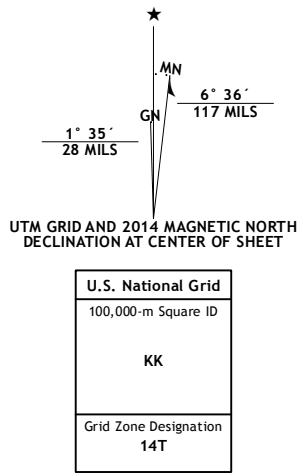 ★
MN
GN
6° 36´
117 MILS
1° 35´
28 MILS
UTM GRID AND 2014 MAGNETIC NORTH
DECLINATION AT CENTER OF SHEET
U.S. National Grid
100,000-m Square ID
KK
Grid Zone Designation
14T